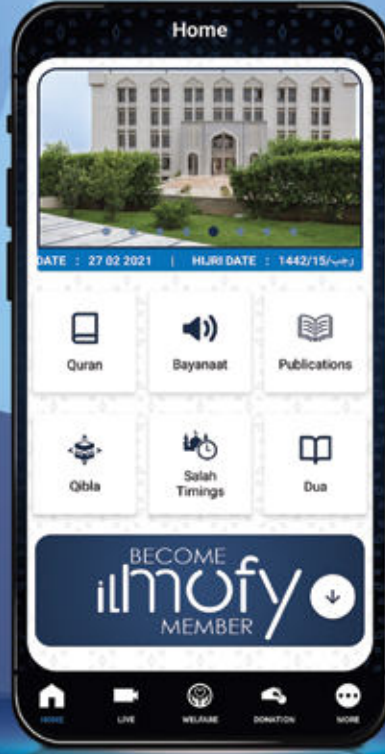 Home
DATE : 27 02 2021 | HIJRI DATE : 1442/15/رجب
Quran
Bayanaat
Publications
Qibla
Salah
Timings
Dua
BECOME
ilmofy
MEMBER
HOME
LIVE
WELFARE
DONATION
MORE